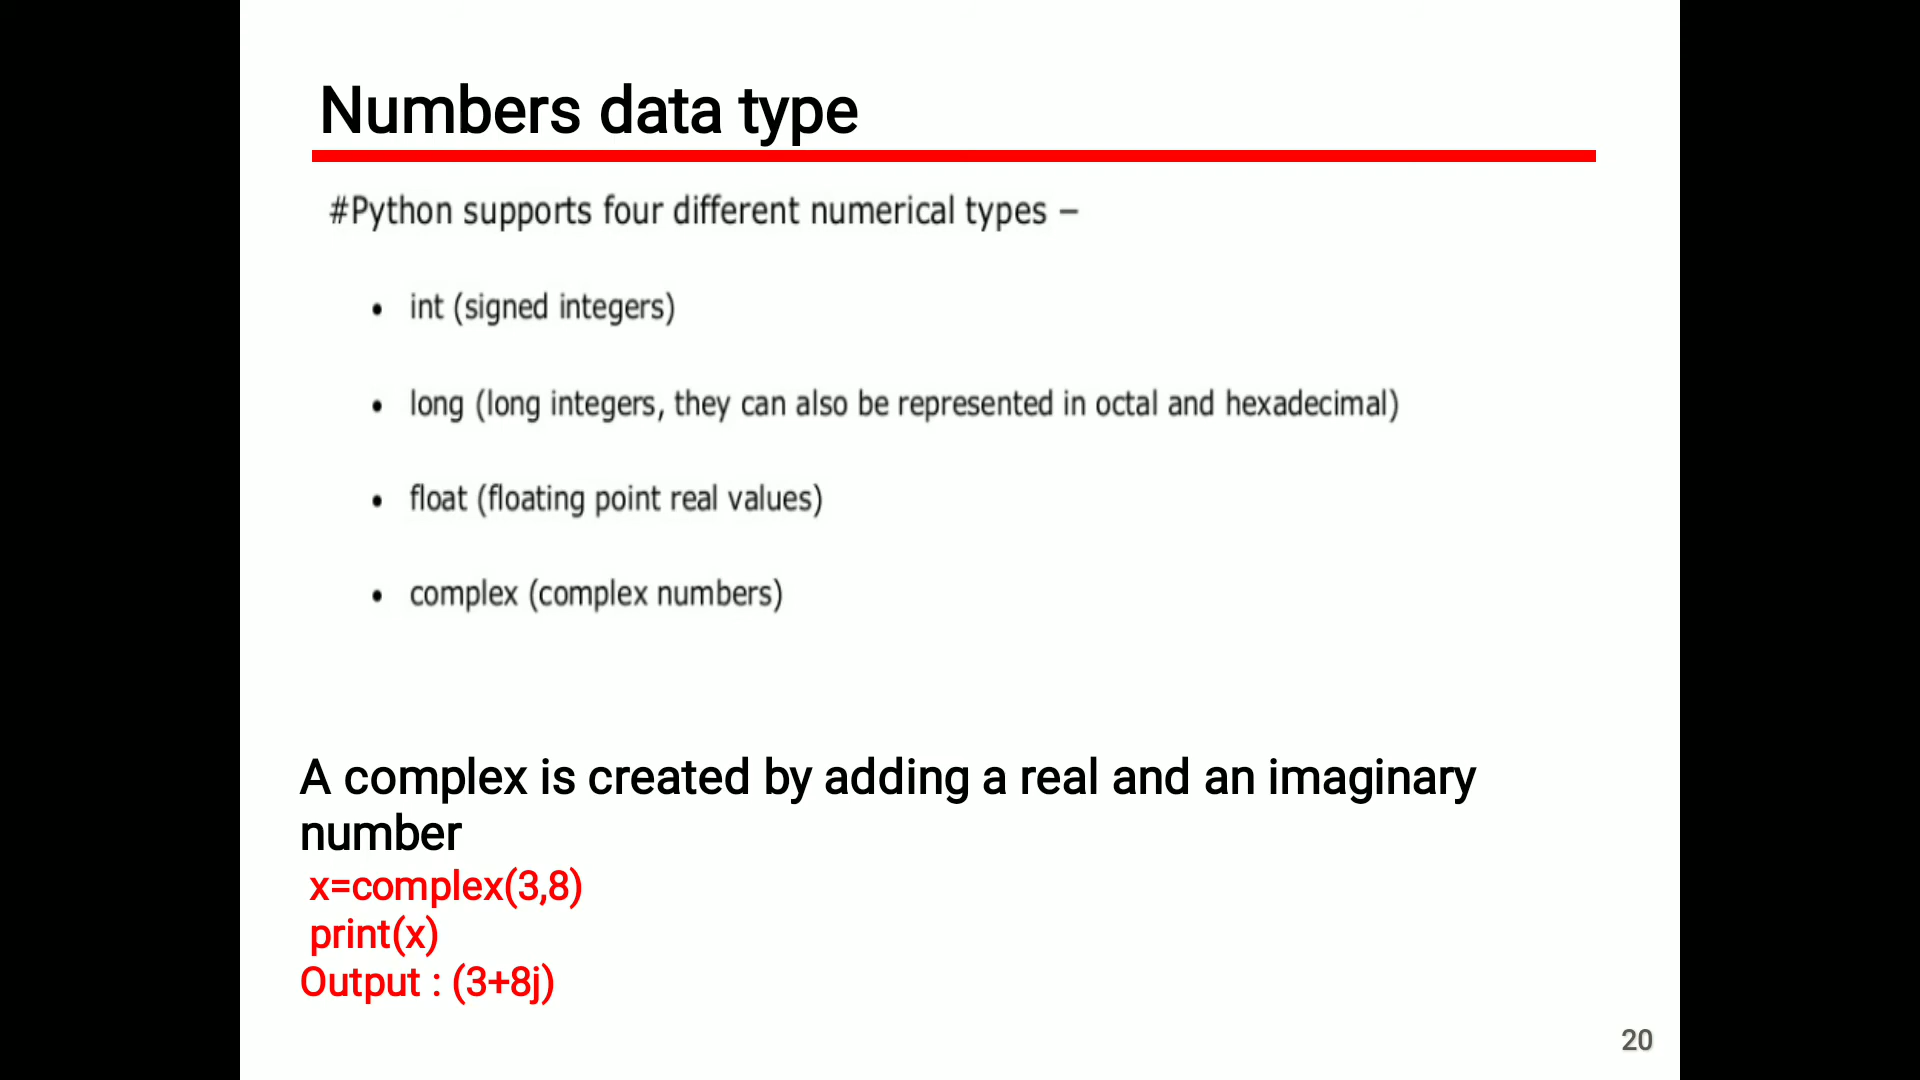 Numbers data type
#Python supports four different numerical types –
• int (signed integers)
• long (long integers, they can also be represented in octal and hexadecimal)
• float (floating point real values)
• complex (complex numbers)
A complex is created by adding a real and an imaginary
number
x=complex(3,8)
print(x)
Output : (3+8j)
20